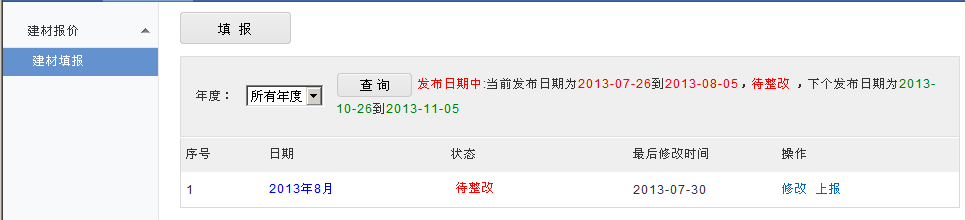 建材报价
建材填报
填 报
年度： 所有年度 查 询 发布日期中:当前发布日期为2013-07-26到2013-08-05，待整改 ，下个发布日期为2013-
10-26到2013-11-05
序号 日期 状态 最后修改时间 操作
1 2013年8月 待整改 2013-07-30 修改 上报